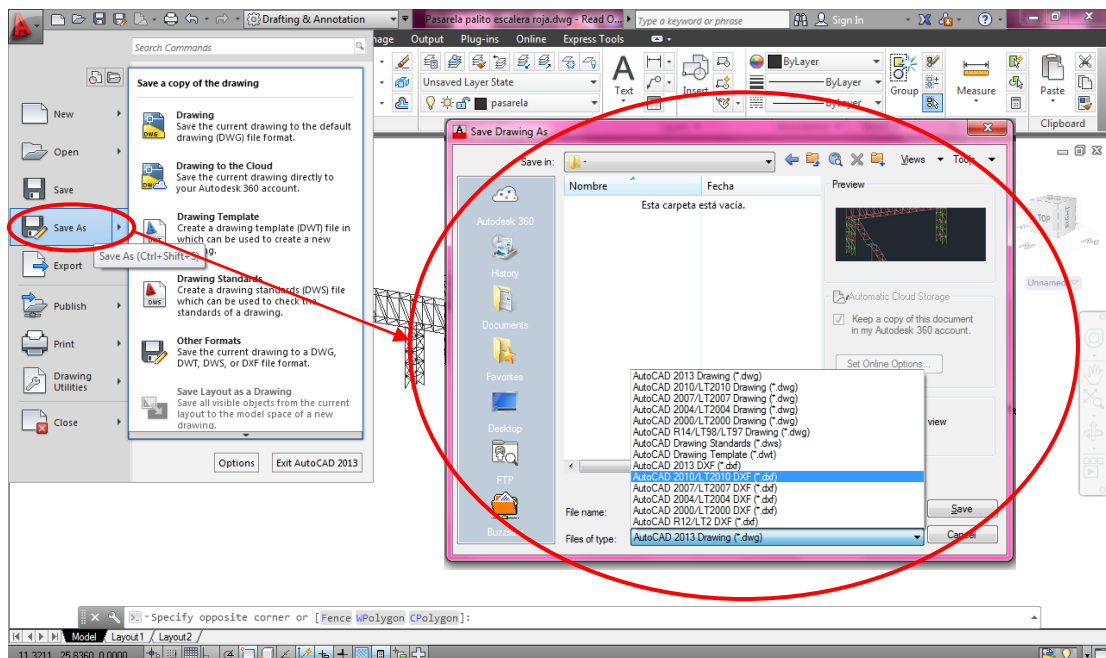 Drafting & Annotation
Pasarela palito escalera roja.dwg - Read O...
Type a keyword or phrase
Sign In
Output Plug-ins Online Express Tools
Search Commands
New
Open
Save
Save As
Export
Publish
Print
Drawing
Utilities
Close
Save As (Ctrl+Shift+S)
Save a copy of the drawing
Drawing
Save the current drawing to the default
drawing (DWG) file format.
Drawing to the Cloud
Save the current drawing directly to
your Autodesk 360 account.
Drawing Template
Create a drawing template (DWT) file in
which can be used to create a new
Drawing Standards
Create a drawing standards (DWS) file
which can be used to check the
standards of a drawing.
Other Formats
Save the current drawing to a DWG,
DWT, DWS, or DXF file format.
Save Layout as a Drawing
Save all visible objects from the current
layout to the model space of a new
drawing.
Options
Exit AutoCAD 2013
Unsaved Layer State
pasarela
Text
Insert
ByLayer
ByLayer
ByLayer
Group
Measure
Paste
Clipboard
Save Drawing As
Save in:
-
Views
Tools
Nombre
Fecha
Esta carpeta está vacía.
Preview
Autodesk 360
History
Documents
Favorites
Desktop
FTP
Automatic Cloud Storage
Keep a copy of this document
in my Autodesk 360 account.
Set Online Options...
view
AutoCAD 2013 Drawing (*.dwg)
AutoCAD 2010/LT2010 Drawing (*.dwg)
AutoCAD 2007/LT2007 Drawing (*.dwg)
AutoCAD 2004/LT2004 Drawing (*.dwg)
AutoCAD 2000/LT2000 Drawing (*.dwg)
AutoCAD R14/LT98/LT97 Drawing (*.dwg)
AutoCAD Drawing Standards (*.dws)
AutoCAD Drawing Template (*.dwt)
AutoCAD 2013 DXF (*.dxf)
AutoCAD 2010/LT2010 DXF (*.dxf)
AutoCAD 2007/LT2007 DXF (*.dxf)
AutoCAD 2004/LT2004 DXF (*.dxf)
AutoCAD 2000/LT2000 DXF (*.dxf)
AutoCAD R12/LT2 DXF (*.dxf)
File name:
Files of type:
AutoCAD 2013 Drawing (*.dwg)
Save
Cancel
TOP
Unnamed
Specify opposite corner or [Fence WPolygon CPolygon]:
Model
Layout1
Layout2
11.3211, 25.8360, 0.0000